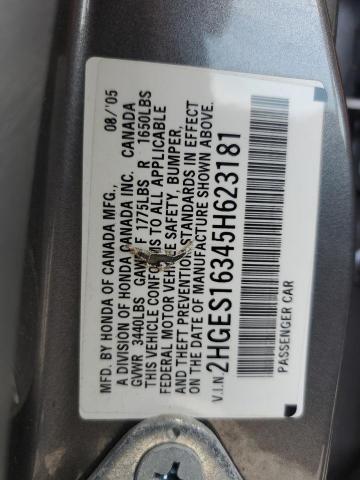 MFD. BY HONDA OF CANADA MFG., 08/'05
A DIVISION OF HONDA CANADA INC. CANADA
GVWR 3440LBS GAWR F 1775LBS R 1650LBS
THIS VEHICLE CONFORMS TO ALL APPLICABLE
FEDERAL MOTOR VEHICLE SAFETY, BUMPER,
AND THEFT PREVENTION STANDARDS IN EFFECT
ON THE DATE OF MANUFACTURE SHOWN ABOVE.
V.I.N. 2HGES16345H623181
PASSENGER CAR